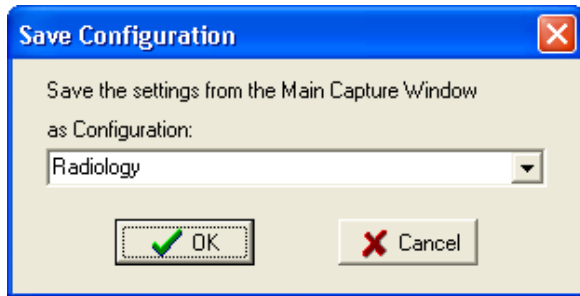 Save Configuration
Save the settings from the Main Capture Window
as Configuration:
Radiology
OK
Cancel